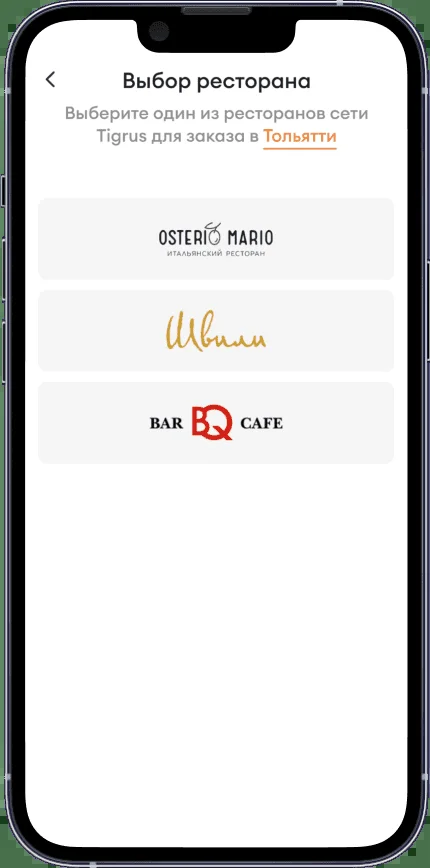 Выбор ресторана
Выберите один из ресторанов сети
Tigrus для заказа в Тольятти
OSTERIO MARIO
ИТАЛЬЯНСКИЙ РЕСТОРАН
Швили
BAR BQ CAFE